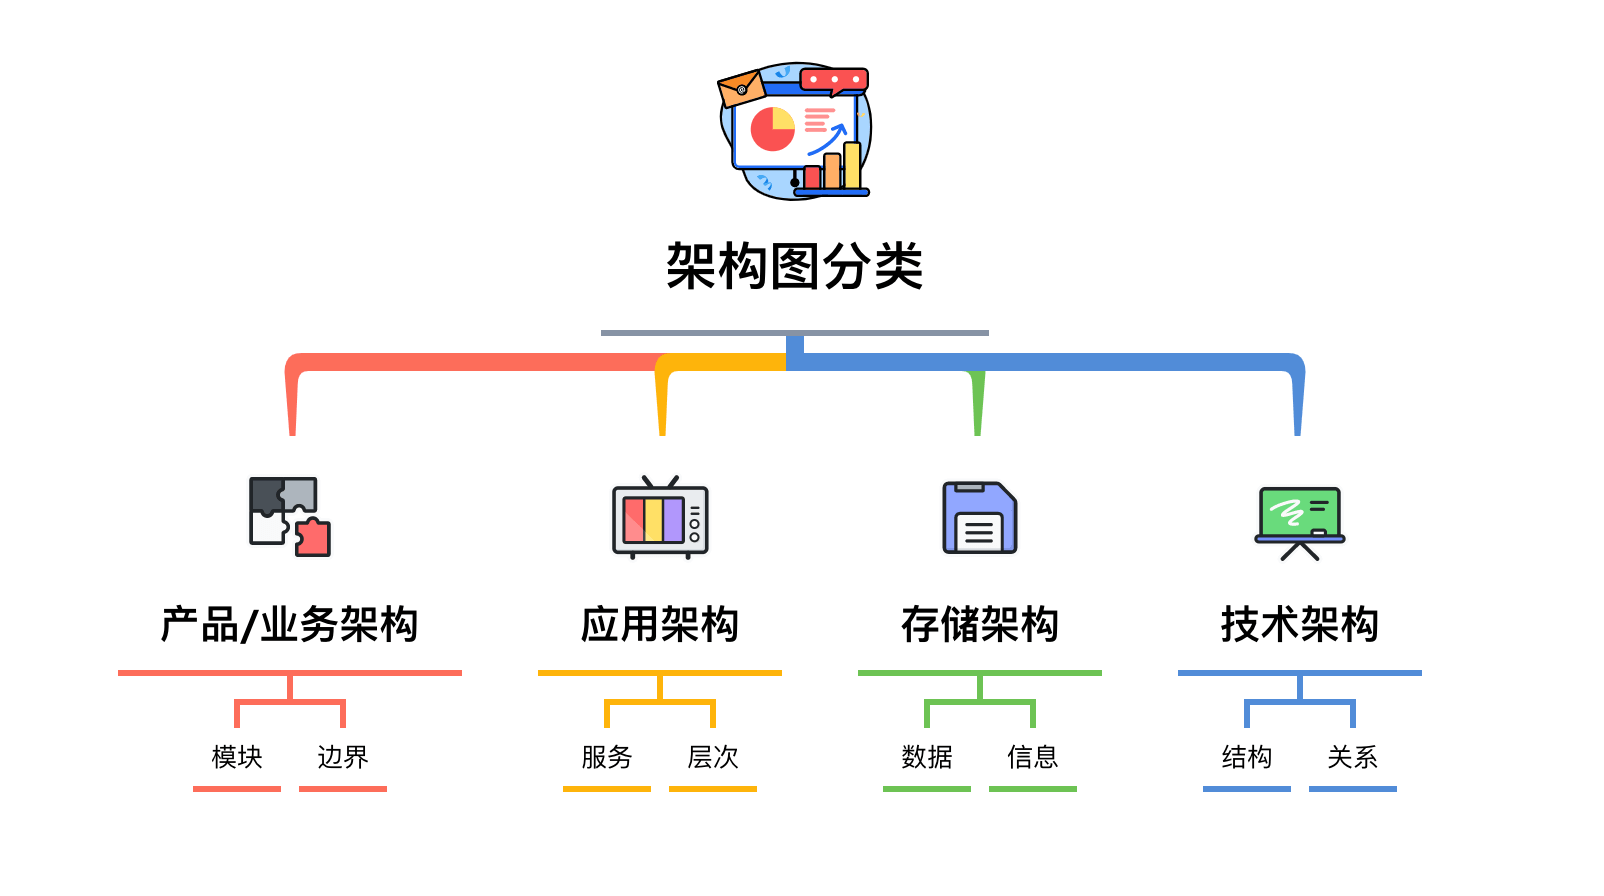 架构图分类
产品/业务架构
应用架构
存储架构
技术架构
模块
边界
服务
层次
数据
信息
结构
关系